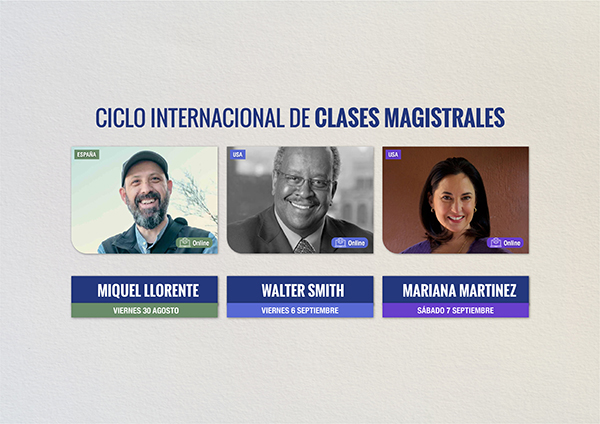 CICLO INTERNACIONAL DE CLASES MAGISTRALES
ESPAÑA
USA
USA
Online
Online
Online
MIQUEL LLORENTE
WALTER SMITH
MARIANA MARTINEZ
VIERNES 30 AGOSTO
VIERNES 6 SEPTIEMBRE
SÁBADO 7 SEPTIEMBRE